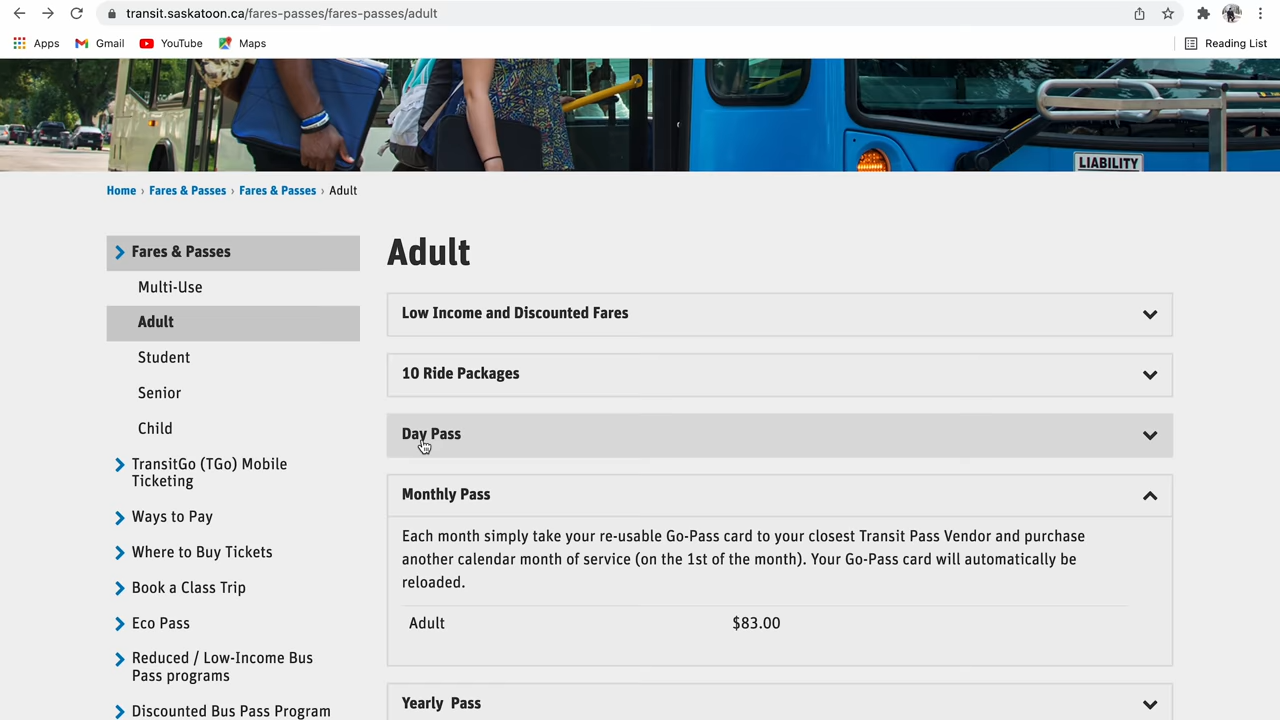 transit.saskatoon.ca/fares-passes/fares-passes/adult
Apps Gmail YouTube Maps Reading List
LIABILITY
Home › Fares & Passes › Fares & Passes › Adult
Fares & Passes
Multi-Use
Adult
Student
Senior
Child
TransitGo (TGo) Mobile
Ticketing
Ways to Pay
Where to Buy Tickets
Book a Class Trip
Eco Pass
Reduced / Low-Income Bus
Pass programs
Discounted Bus Pass Program
Adult
Low Income and Discounted Fares
10 Ride Packages
Day Pass
Monthly Pass
Each month simply take your re-usable Go-Pass card to your closest Transit Pass Vendor and purchase
another calendar month of service (on the 1st of the month). Your Go-Pass card will automatically be
reloaded.
Adult $83.00
Yearly Pass